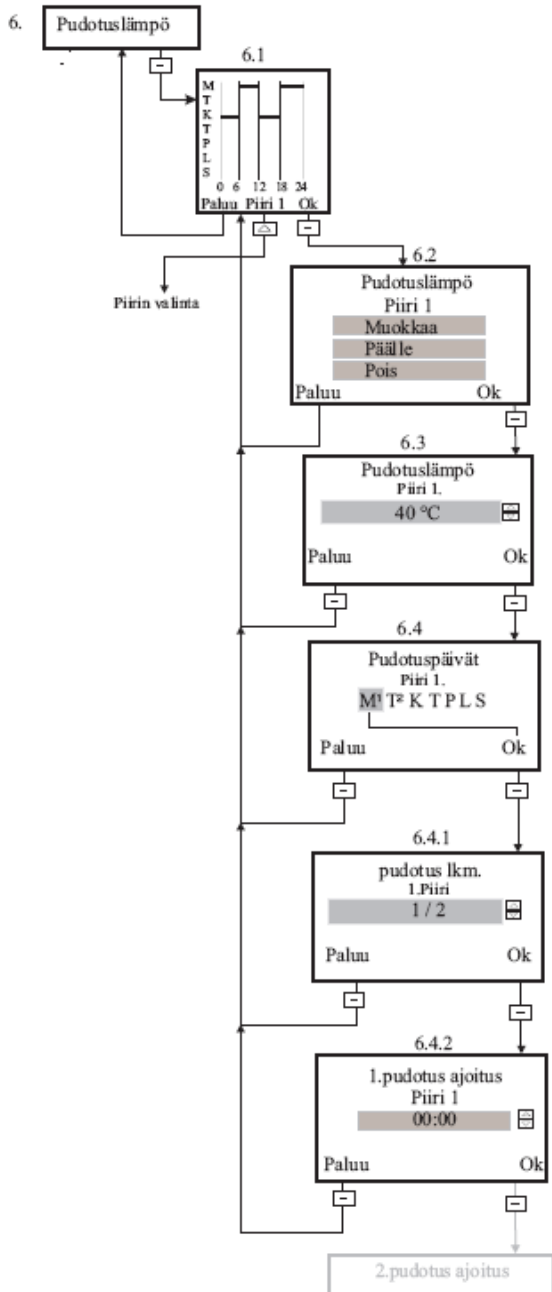 6. Pudotuslämpö
6.1
M
T
K
T
P
L
S
0 6 12 18 24
Paluu Piiri 1 Ok
Piirin valinta
6.2
Pudotuslämpö
Piiri 1
Muokkaa
Päälle
Pois
Paluu Ok
6.3
Pudotuslämpö
Piiri 1.
40 °C
Paluu Ok
6.4
Pudotuspäivät
Piiri 1.
M¹ T² K T P L S
Paluu Ok
6.4.1
pudotus lkm.
1.Piiri
1 / 2
Paluu Ok
6.4.2
1.pudotus ajoitus
Piiri 1
00:00
Paluu Ok
2.pudotus ajoitus